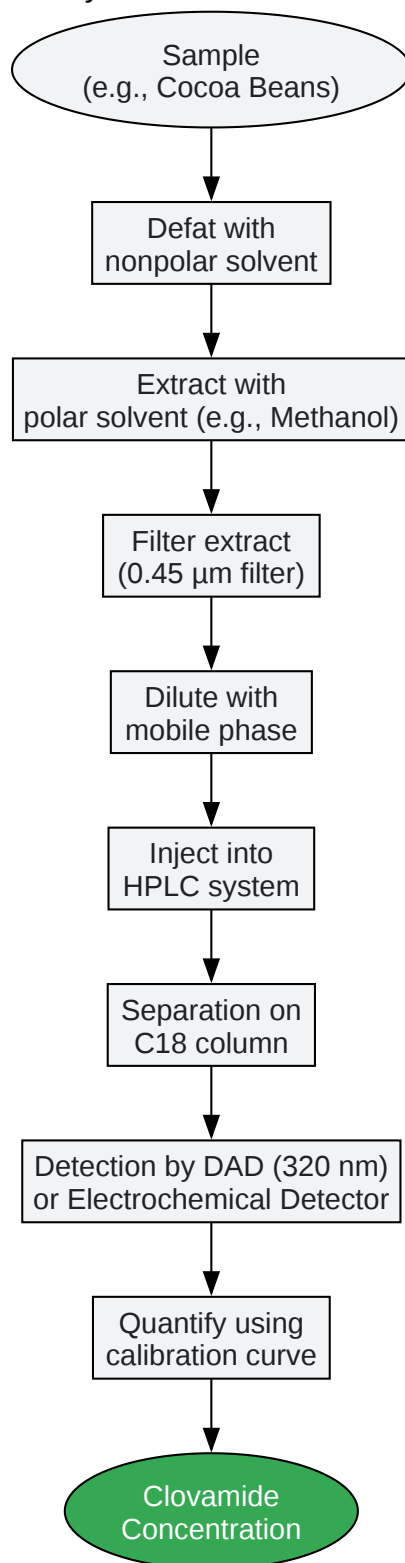 Sample
(e.g., Cocoa Beans)
Defat with
nonpolar solvent
Extract with
polar solvent (e.g., Methanol)
Filter extract
(0.45 µm filter)
Dilute with
mobile phase
Inject into
HPLC system
Separation on
C18 column
Detection by DAD (320 nm)
or Electrochemical Detector
Quantify using
calibration curve
Clovamide
Concentration